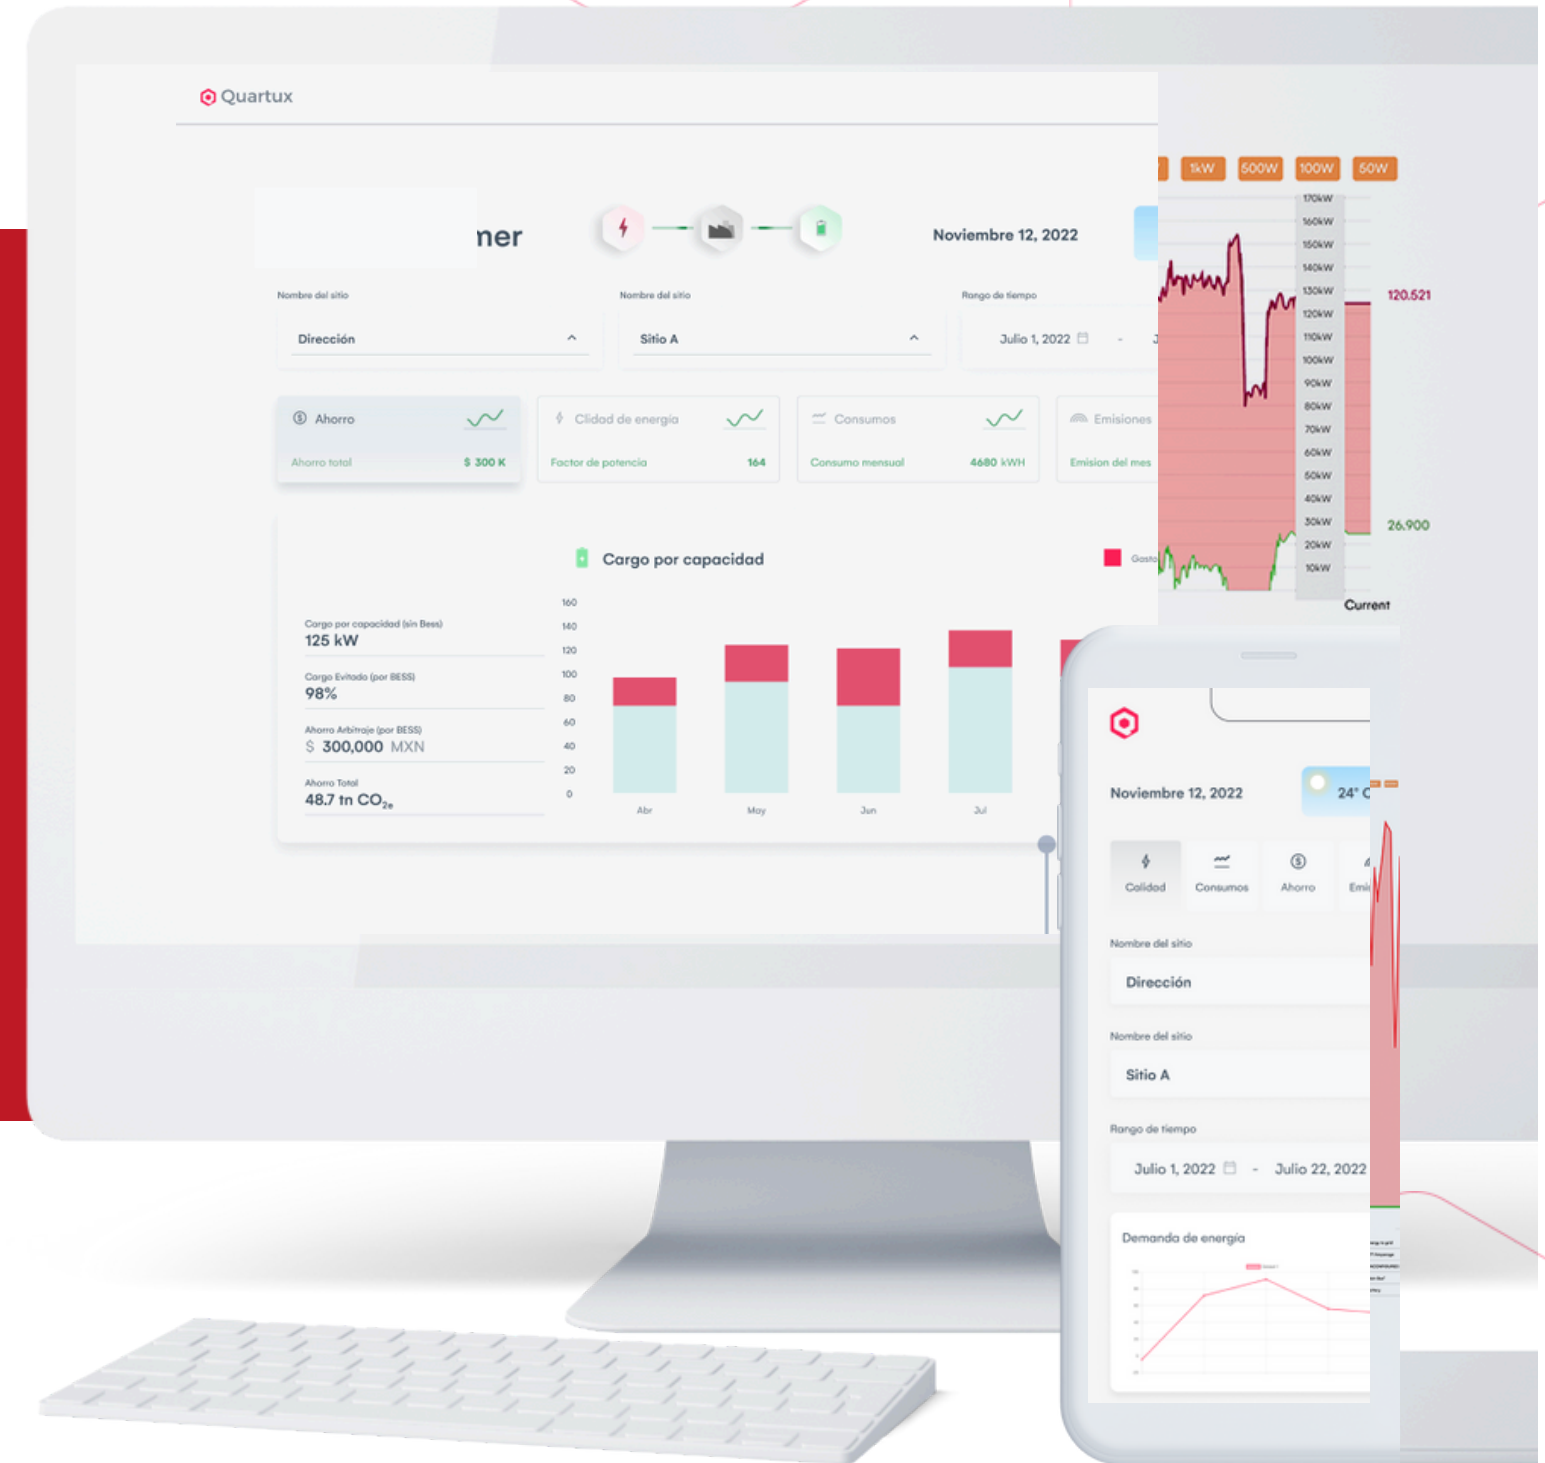 Quartux
mer
Noviembre 12, 2022
Nombre del sitio
Nombre del sitio
Rango de tiempo
Dirección
Sitio A
Julio 1, 2022 -
Ahorro
Ahorro total $ 300 K
Clidad de energía
Factor de potencia 164
Consumos
Consumo mensual 4680 kWH
Emisiones
Emision del mes
Cargo por capacidad
Gasto
Cargo por capacidad (sin Bess)
125 kW
Cargo Evitado (por BESS)
98%
Ahorro Arbitraje (por BESS)
$ 300,000 MXN
Ahorro Total
48.7 tn CO2e
160
140
120
100
80
60
40
20
0
Abr May Jun Jul
1kW 500W 100W 50W
170kW
160kW
150kW
140kW
130kW
120kW
110kW
100kW
90kW
80kW
70kW
60kW
50kW
40kW
30kW
20kW
10kW
120.521
26.900
Current
Noviembre 12, 2022
24° C
Calidad Consumos Ahorro Emi
Nombre del sitio
Dirección
Nombre del sitio
Sitio A
Rango de tiempo
Julio 1, 2022 - Julio 22, 2022
Demanda de energía